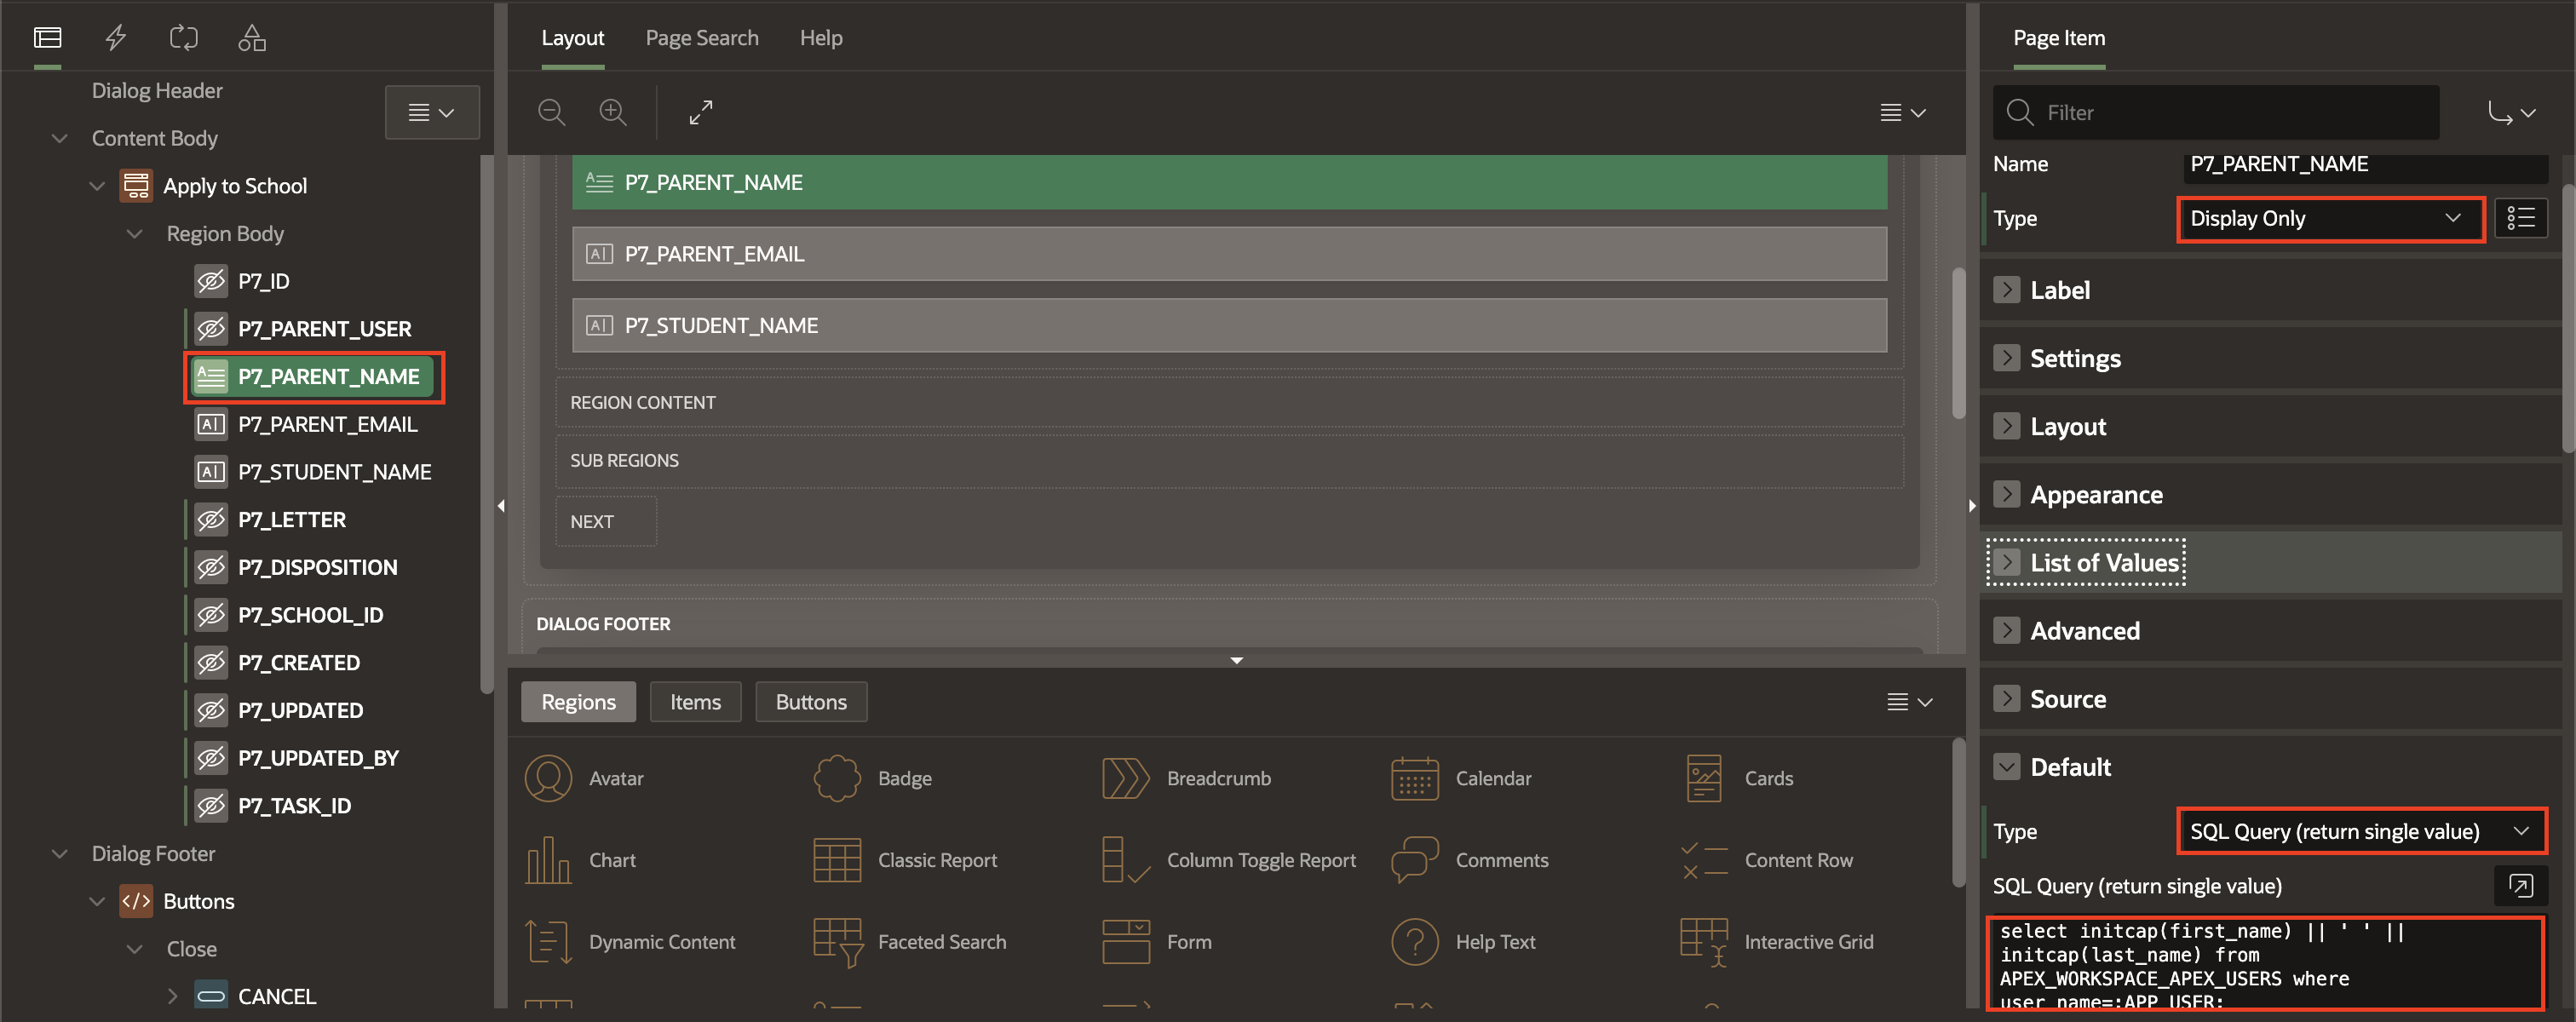 Dialog Header
Content Body
Apply to School
Region Body
P7_ID
P7_PARENT_USER
P7_PARENT_NAME
P7_PARENT_EMAIL
P7_STUDENT_NAME
P7_LETTER
P7_DISPOSITION
P7_SCHOOL_ID
P7_CREATED
P7_UPDATED
P7_UPDATED_BY
P7_TASK_ID
Dialog Footer
Buttons
Close
CANCEL
Layout Page Search Help
P7_PARENT_NAME
P7_PARENT_EMAIL
P7_STUDENT_NAME
REGION CONTENT
SUB REGIONS
NEXT
DIALOG FOOTER
Regions Items Buttons
Avatar Badge Breadcrumb Calendar Cards
Chart Classic Report Column Toggle Report Comments Content Row
Dynamic Content Faceted Search Form Help Text Interactive Grid
Page Item
Filter
Name P7_PARENT_NAME
Type Display Only
Label
Settings
Layout
Appearance
List of Values
Advanced
Source
Default
Type SQL Query (return single value)
SQL Query (return single value)
select initcap(first_name) || ' ' ||
initcap(last_name) from
APEX_WORKSPACE_APEX_USERS where
user_name=:APP_USER;